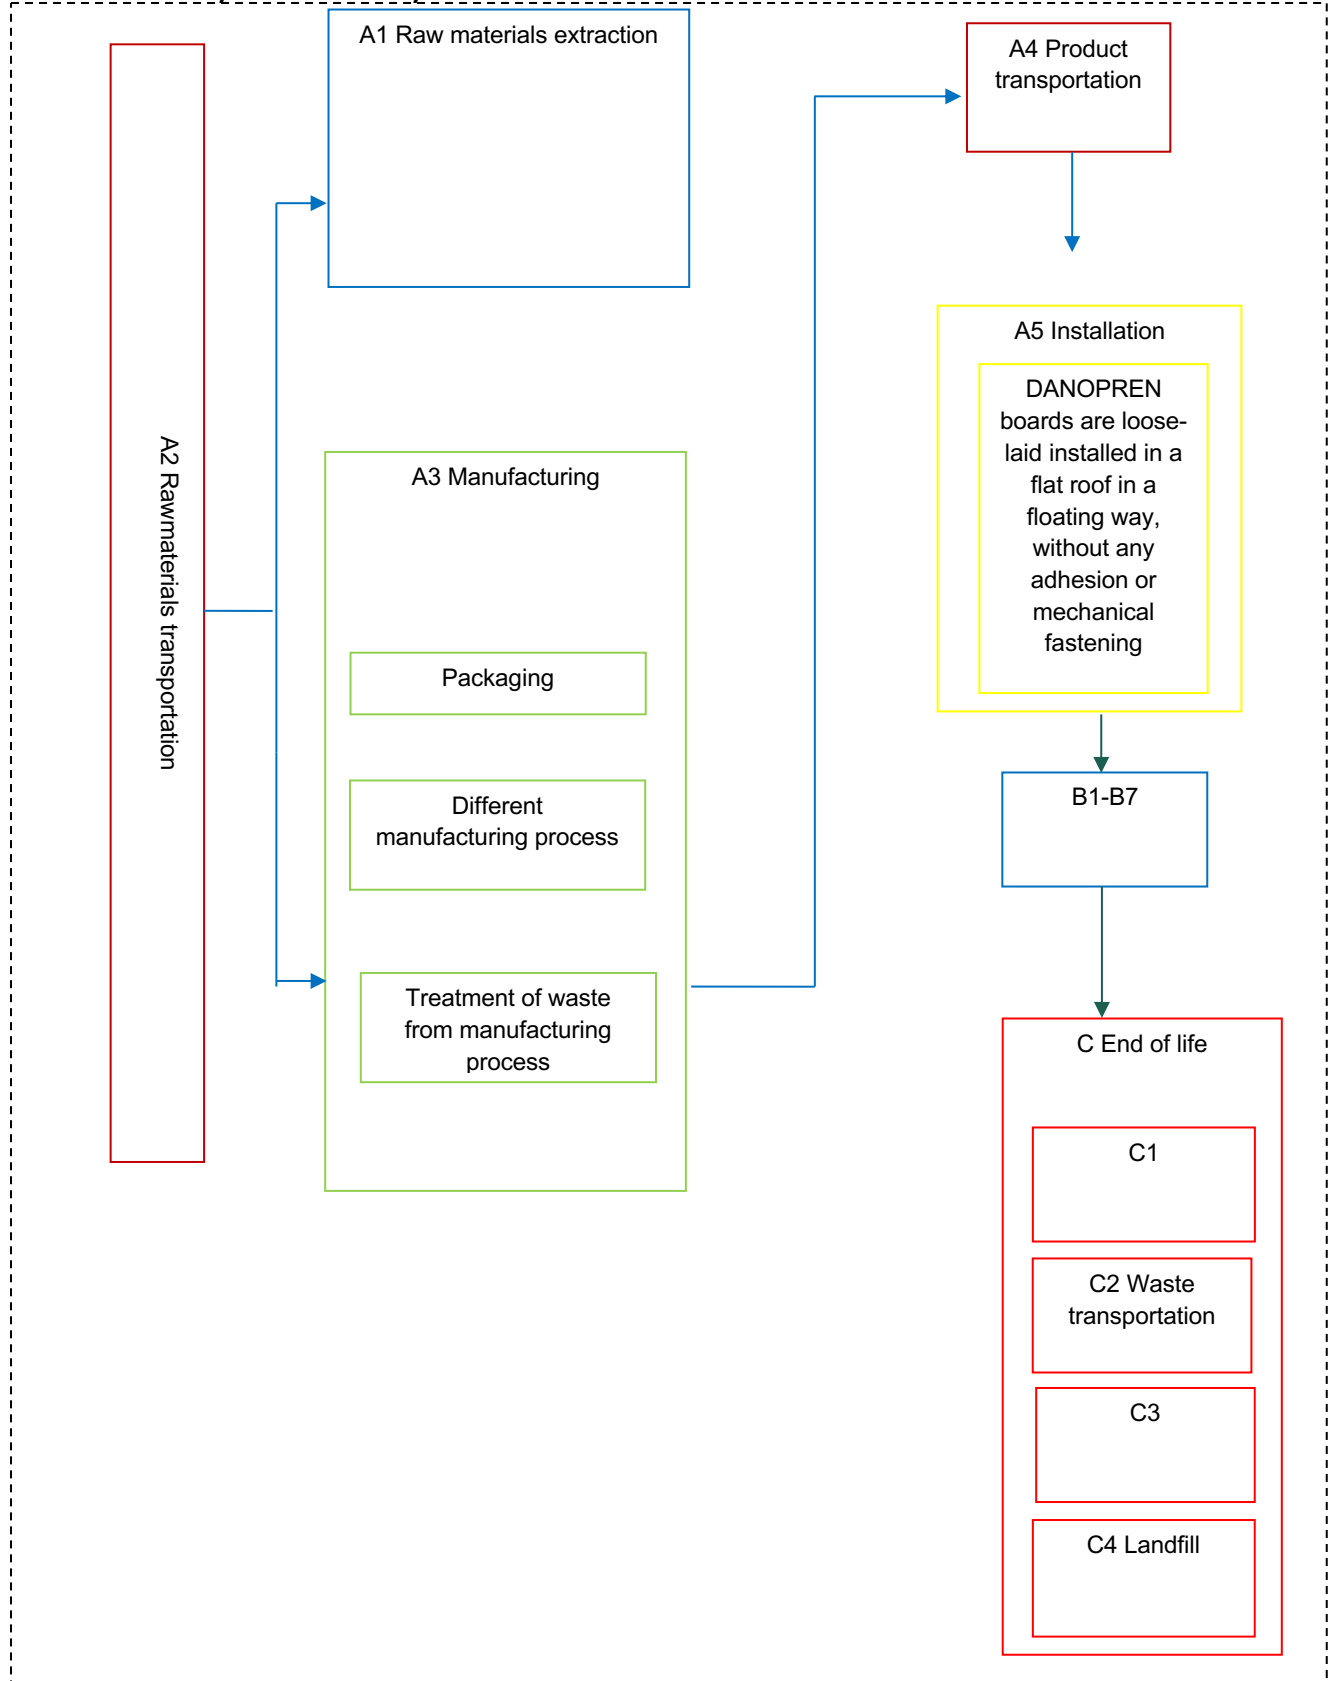 A1 Raw materials extraction
A2 Rawmaterials transportation
A3 Manufacturing
Packaging
Different
manufacturing process
Treatment of waste
from manufacturing
process
A4 Product
transportation
A5 Installation
DANOPREN
boards are loose-
laid installed in a
flat roof in a
floating way,
without any
adhesion or
mechanical
fastening
B1-B7
C End of life
C1
C2 Waste
transportation
C3
C4 Landfill